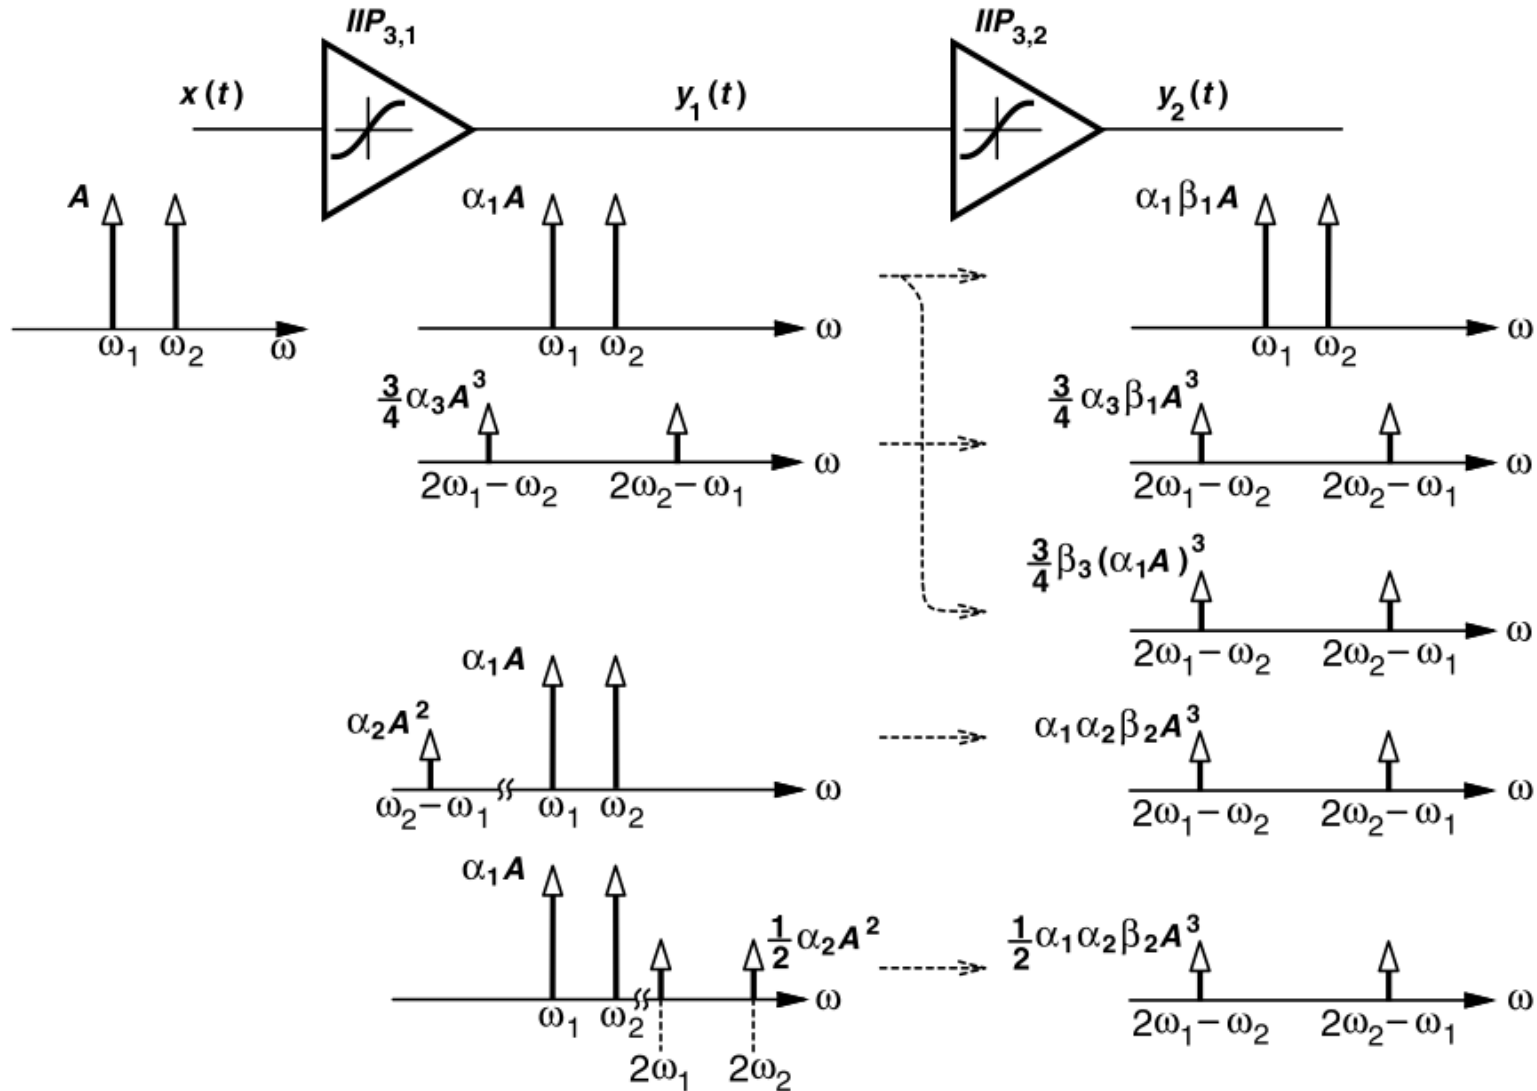 IIP₃,₁ IIP₃,₂
x(t) y₁(t) y₂(t)
A α₁A α₁β₁A
ω₁ ω₂ ω ω₁ ω₂ ω ω₁ ω₂ ω
3/4 α₃A³ 3/4 α₃β₁A³
2ω₁−ω₂ 2ω₂−ω₁ ω 2ω₁−ω₂ 2ω₂−ω₁ ω
3/4 β₃(α₁A)³
2ω₁−ω₂ 2ω₂−ω₁ ω
α₁A
α₂A² α₁α₂β₂A³
ω₂−ω₁ ω₁ ω₂ ω 2ω₁−ω₂ 2ω₂−ω₁ ω
α₁A
1/2 α₂A² 1/2 α₁α₂β₂A³
ω₁ ω₂ ω 2ω₁−ω₂ 2ω₂−ω₁ ω
2ω₁ 2ω₂